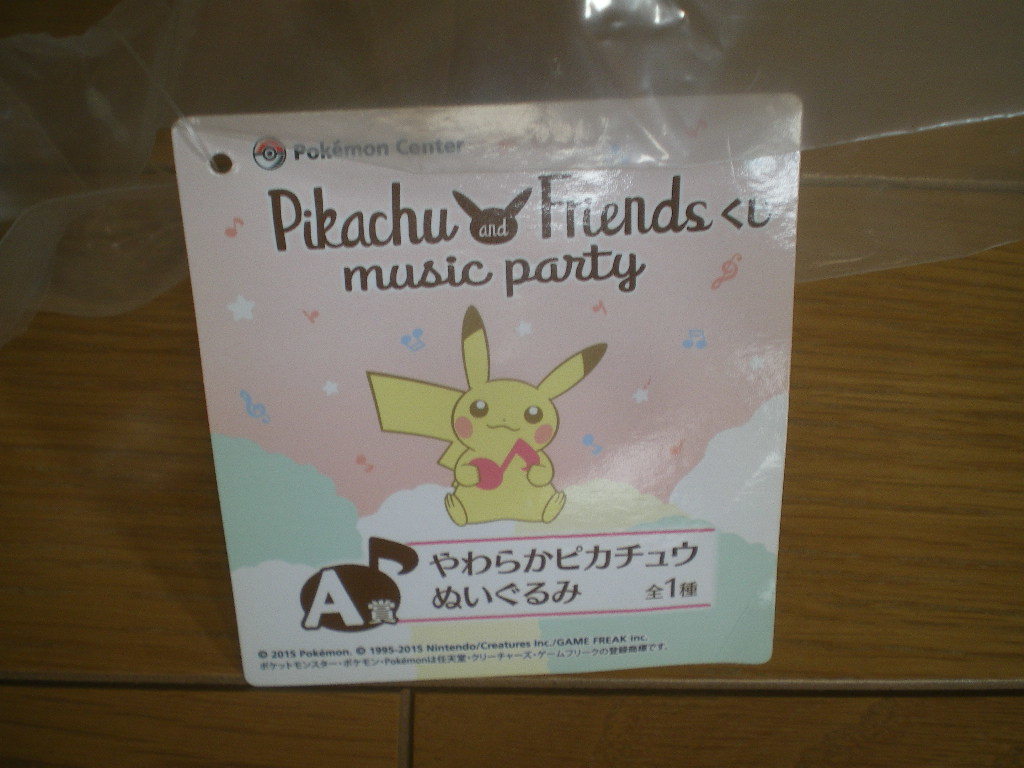 Pokémon Center
Pikachu and Friends くじ
music party
A賞
やわらかピカチュウ
ぬいぐるみ 全1種
© 2015 Pokémon. © 1995-2015 Nintendo/Creatures Inc./GAME FREAK inc.
ポケットモンスター・ポケモン・Pokémonは任天堂・クリーチャーズ・ゲームフリークの登録商標です。